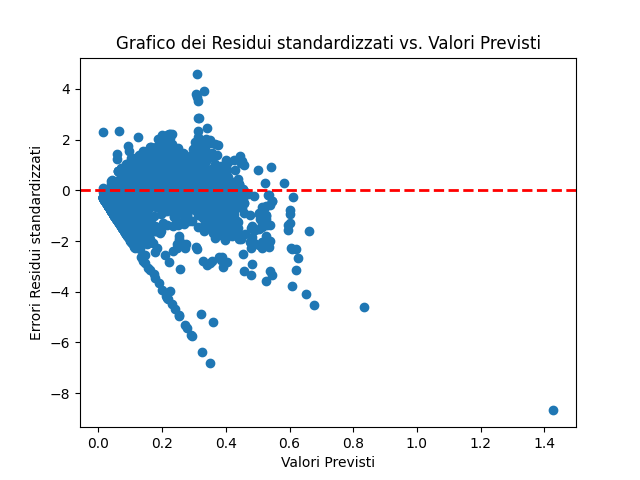 Grafico dei Residui standardizzati vs. Valori Previsti
Errori Residui standardizzati
4
2
0
−2
−4
−6
−8
0.0 0.2 0.4 0.6 0.8 1.0 1.2 1.4
Valori Previsti